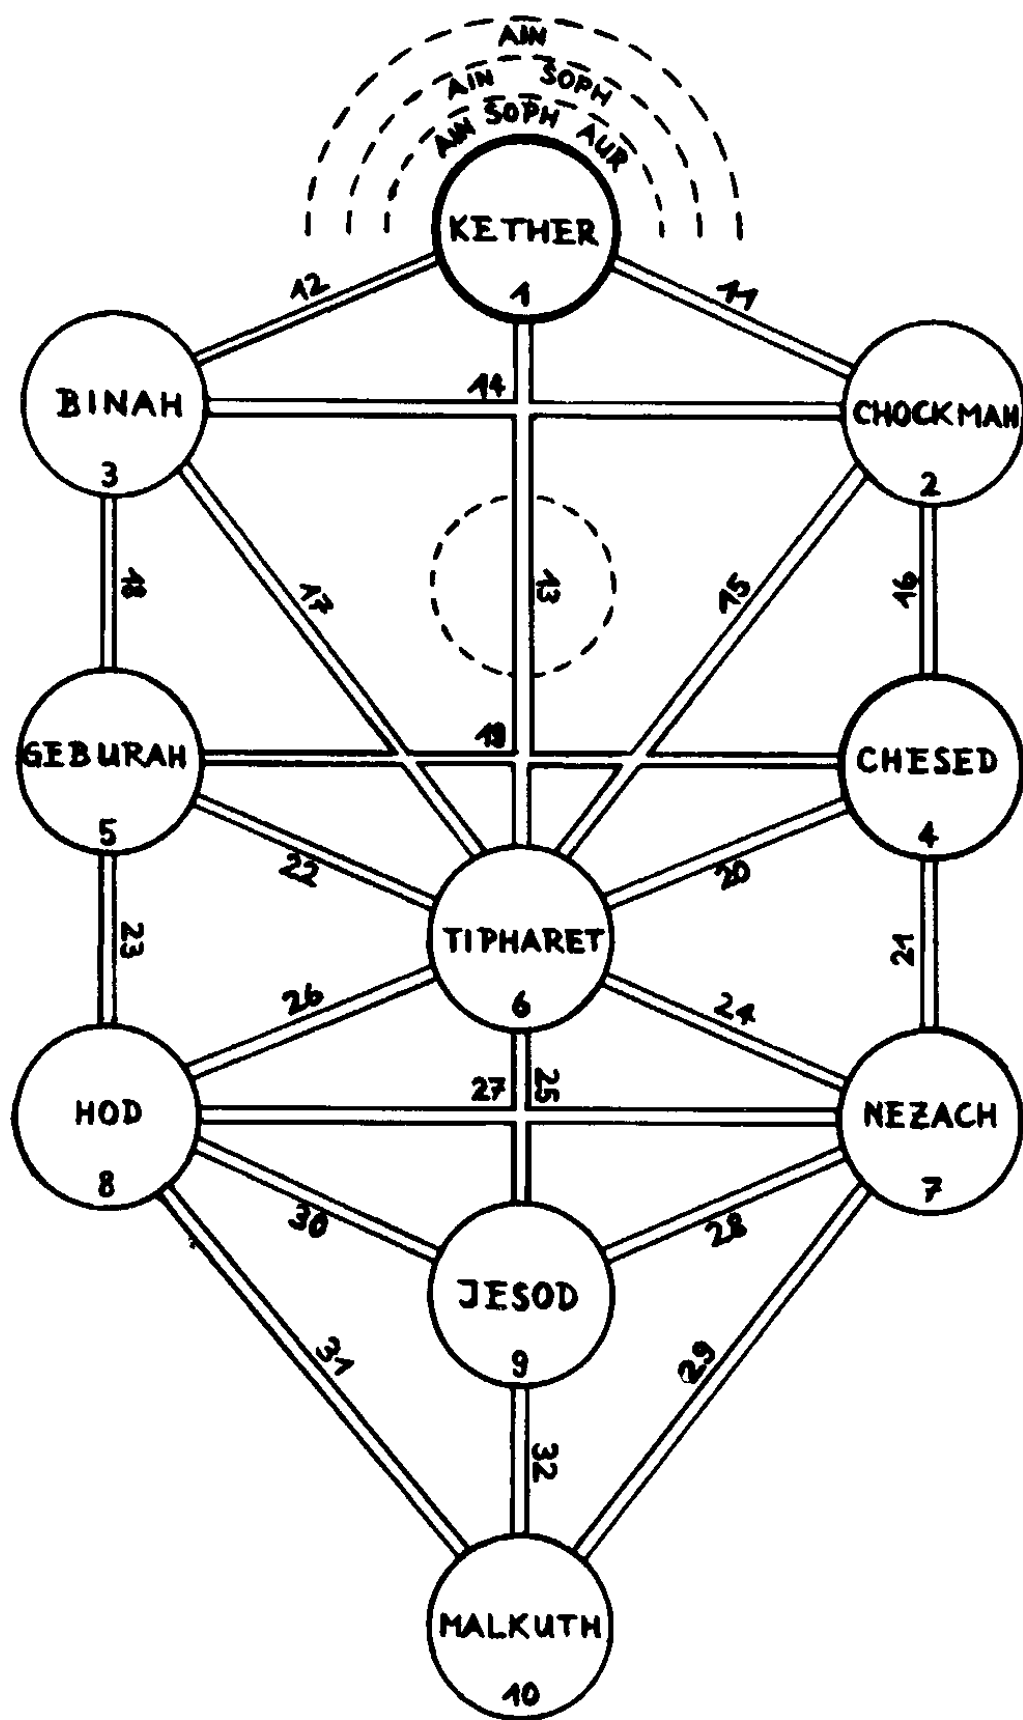 AIN
AIN SOPH
AIN SOPH AUR
KETHER
1
12
11
BINAH
3
14
CHOCKMAH
2
18
17
13
15
16
GEBURAH
5
19
CHESED
4
22
20
TIPHARET
6
23
21
26
24
HOD
8
27
25
NEZACH
7
30
28
JESOD
9
31
29
32
MALKUTH
10